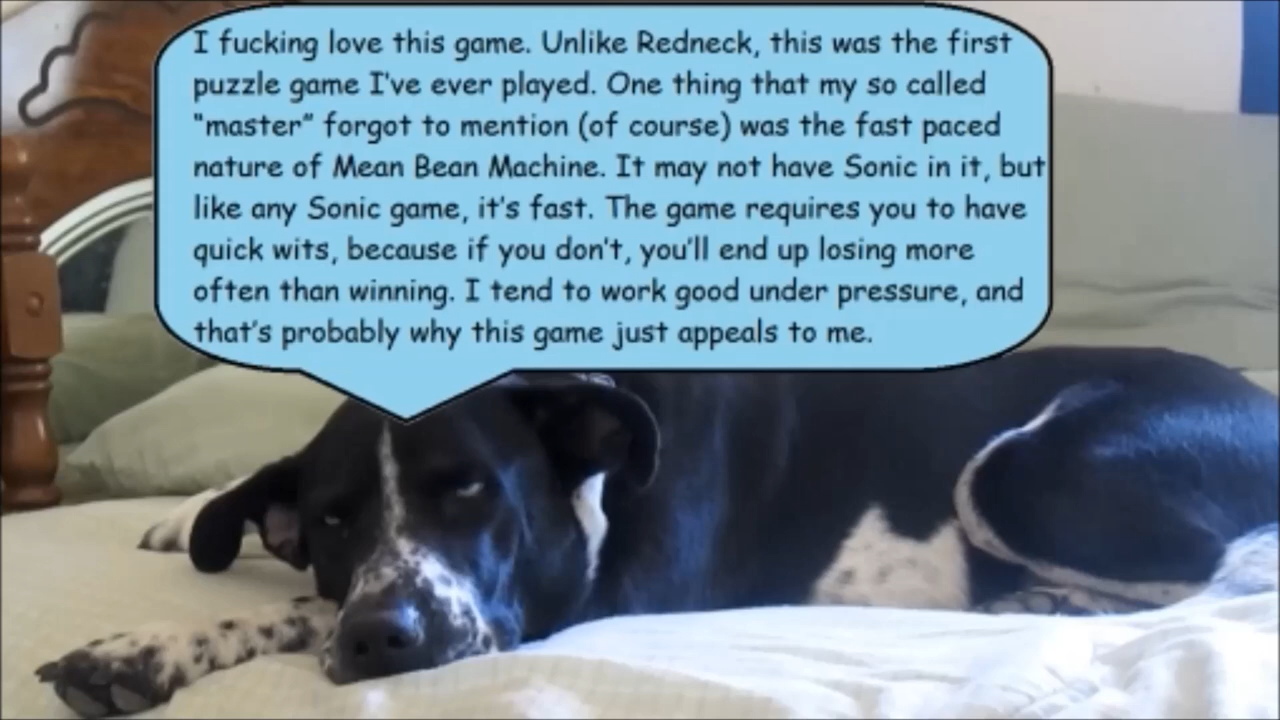 I fucking love this game. Unlike Redneck, this was the first
puzzle game I've ever played. One thing that my so called
"master" forgot to mention (of course) was the fast paced
nature of Mean Bean Machine. It may not have Sonic in it, but
like any Sonic game, it's fast. The game requires you to have
quick wits, because if you don't, you'll end up losing more
often than winning. I tend to work good under pressure, and
that's probably why this game just appeals to me.